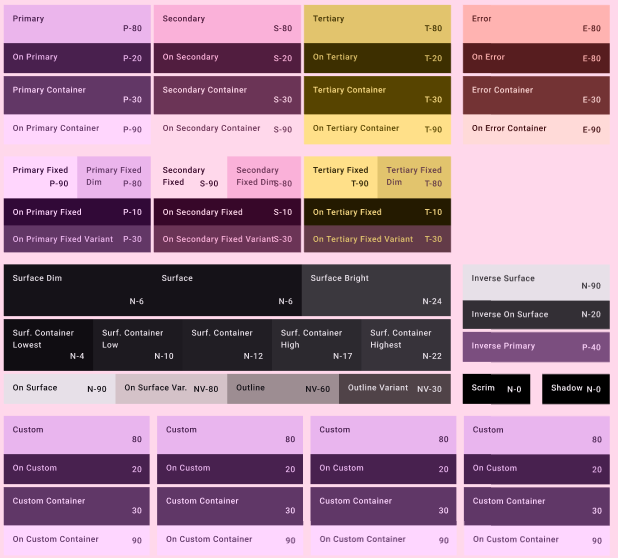 Primary
P-80
On Primary
P-20
Primary Container
P-30
On Primary Container
P-90
Secondary
S-80
On Secondary
S-20
Secondary Container
S-30
On Secondary Container
S-90
Tertiary
T-80
On Tertiary
T-20
Tertiary Container
T-30
On Tertiary Container
T-90
Error
E-80
On Error
E-80
Error Container
E-30
On Error Container
E-90
Primary Fixed
P-90
Primary Fixed
Dim P-80
On Primary Fixed P-10
On Primary Fixed Variant P-30
Secondary
Fixed S-90
Secondary
Fixed Dim S-80
On Secondary Fixed S-10
On Secondary Fixed Variant S-30
Tertiary Fixed
T-90
Tertiary Fixed
Dim T-80
On Tertiary Fixed T-10
On Tertiary Fixed Variant T-30
Surface Dim
N-6
Surface
N-6
Surface Bright
N-24
Surf. Container
Lowest
N-4
Surf. Container
Low
N-10
Surf. Container
N-12
Surf. Container
High
N-17
Surf. Container
Highest
N-22
On Surface N-90
On Surface Var. NV-80
Outline NV-60
Outline Variant NV-30
Inverse Surface
N-90
Inverse On Surface N-20
Inverse Primary P-40
Scrim N-0
Shadow N-0
Custom
80
On Custom 20
Custom Container
30
On Custom Container 90
Custom
80
On Custom 20
Custom Container
30
On Custom Container 90
Custom
80
On Custom 20
Custom Container
30
On Custom Container 90
Custom
80
On Custom 20
Custom Container
30
On Custom Container 90